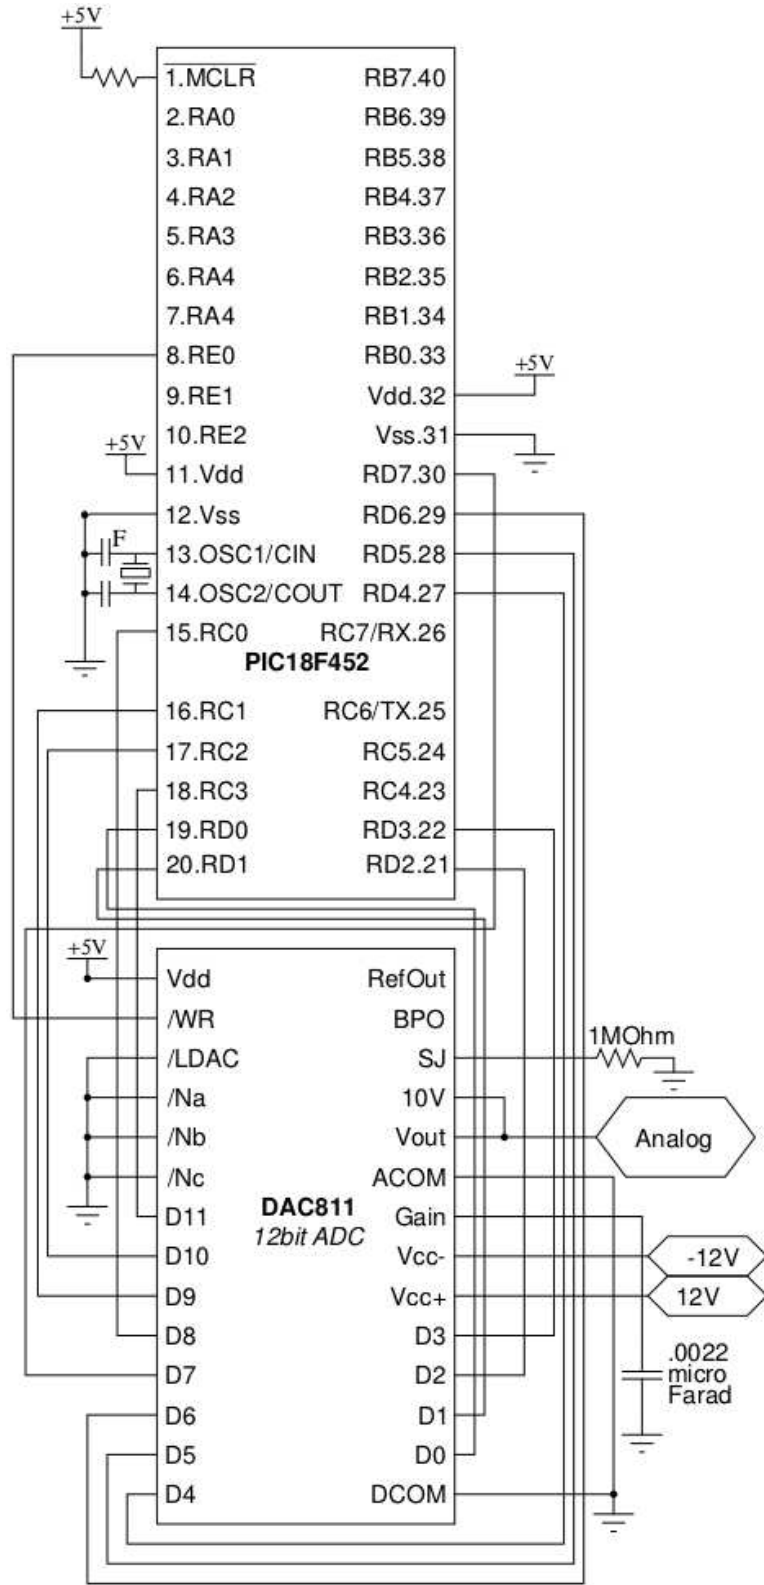 +5V
1.MCLR
RB7.40
2.RA0
RB6.39
3.RA1
RB5.38
4.RA2
RB4.37
5.RA3
RB3.36
6.RA4
RB2.35
7.RA4
RB1.34
8.RE0
RB0.33
+5V
9.RE1
Vdd.32
10.RE2
Vss.31
+5V
11.Vdd
RD7.30
12.Vss
RD6.29
F
13.OSC1/CIN
RD5.28
14.OSC2/COUT
RD4.27
15.RC0
RC7/RX.26
PIC18F452
16.RC1
RC6/TX.25
17.RC2
RC5.24
18.RC3
RC4.23
19.RD0
RD3.22
20.RD1
RD2.21
+5V
Vdd
RefOut
/WR
BPO
1MOhm
/LDAC
SJ
/Na
10V
/Nb
Vout
Analog
/Nc
ACOM
DAC811
12bit ADC
D11
Gain
D10
Vcc-
-12V
D9
Vcc+
12V
D8
D3
.0022
micro
Farad
D7
D2
D6
D1
D5
D0
D4
DCOM